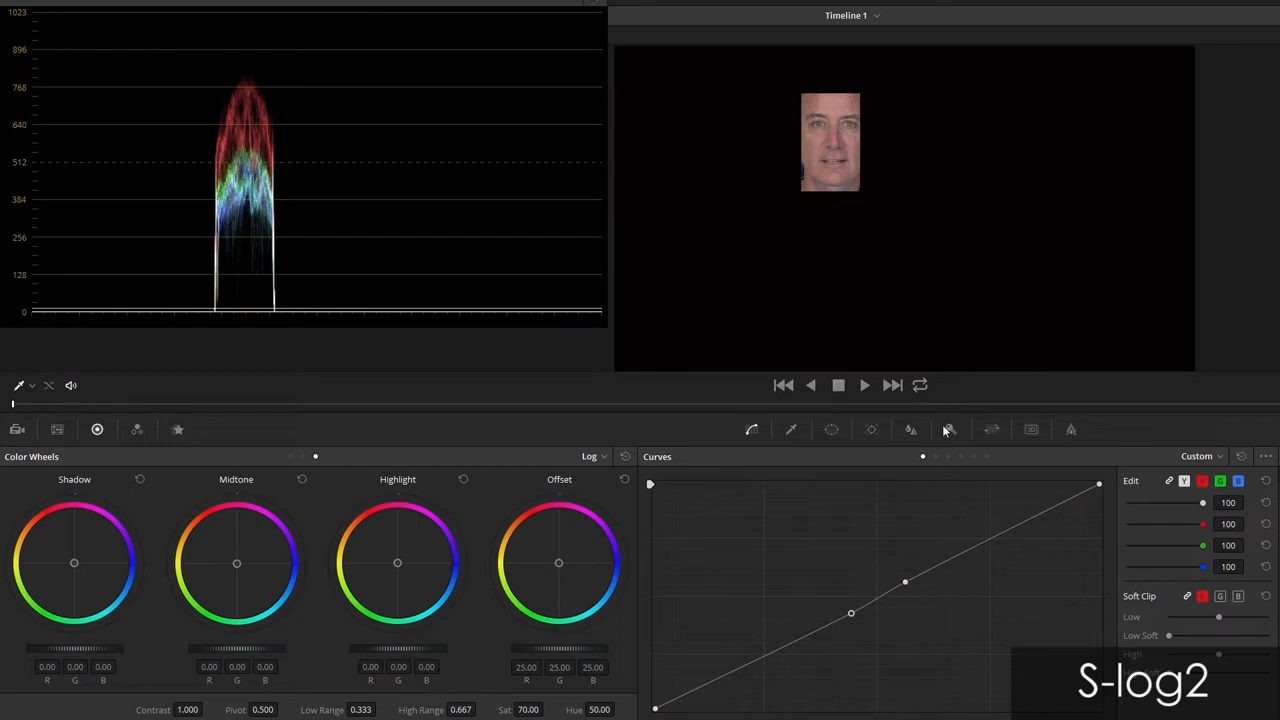 1023
896
768
640
512
384
256
128
0
Timeline 1
Color Wheels
Log
Shadow
Midtone
Highlight
Offset
0.00 0.00 0.00
R G B
0.00 0.00 0.00
R G B
0.00 0.00 0.00
R G B
25.00 25.00 25.00
R G B
Contrast 1.000 Pivot 0.500 Low Range 0.333 High Range 0.667 Sat 70.00 Hue 50.00
Curves
Custom
Edit Y R G B
100
100
100
100
Soft Clip R G B
Low
Low Soft
High
S-log2